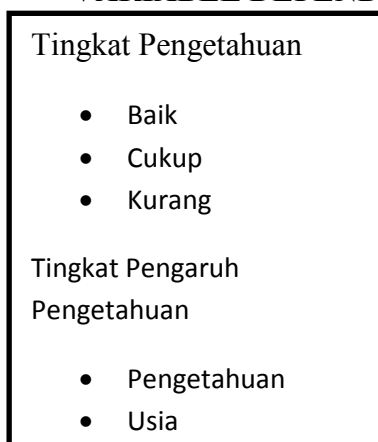 Tingkat Pengetahuan
• Baik
• Cukup
• Kurang
Tingkat Pengaruh
Pengetahuan
• Pengetahuan
• Usia